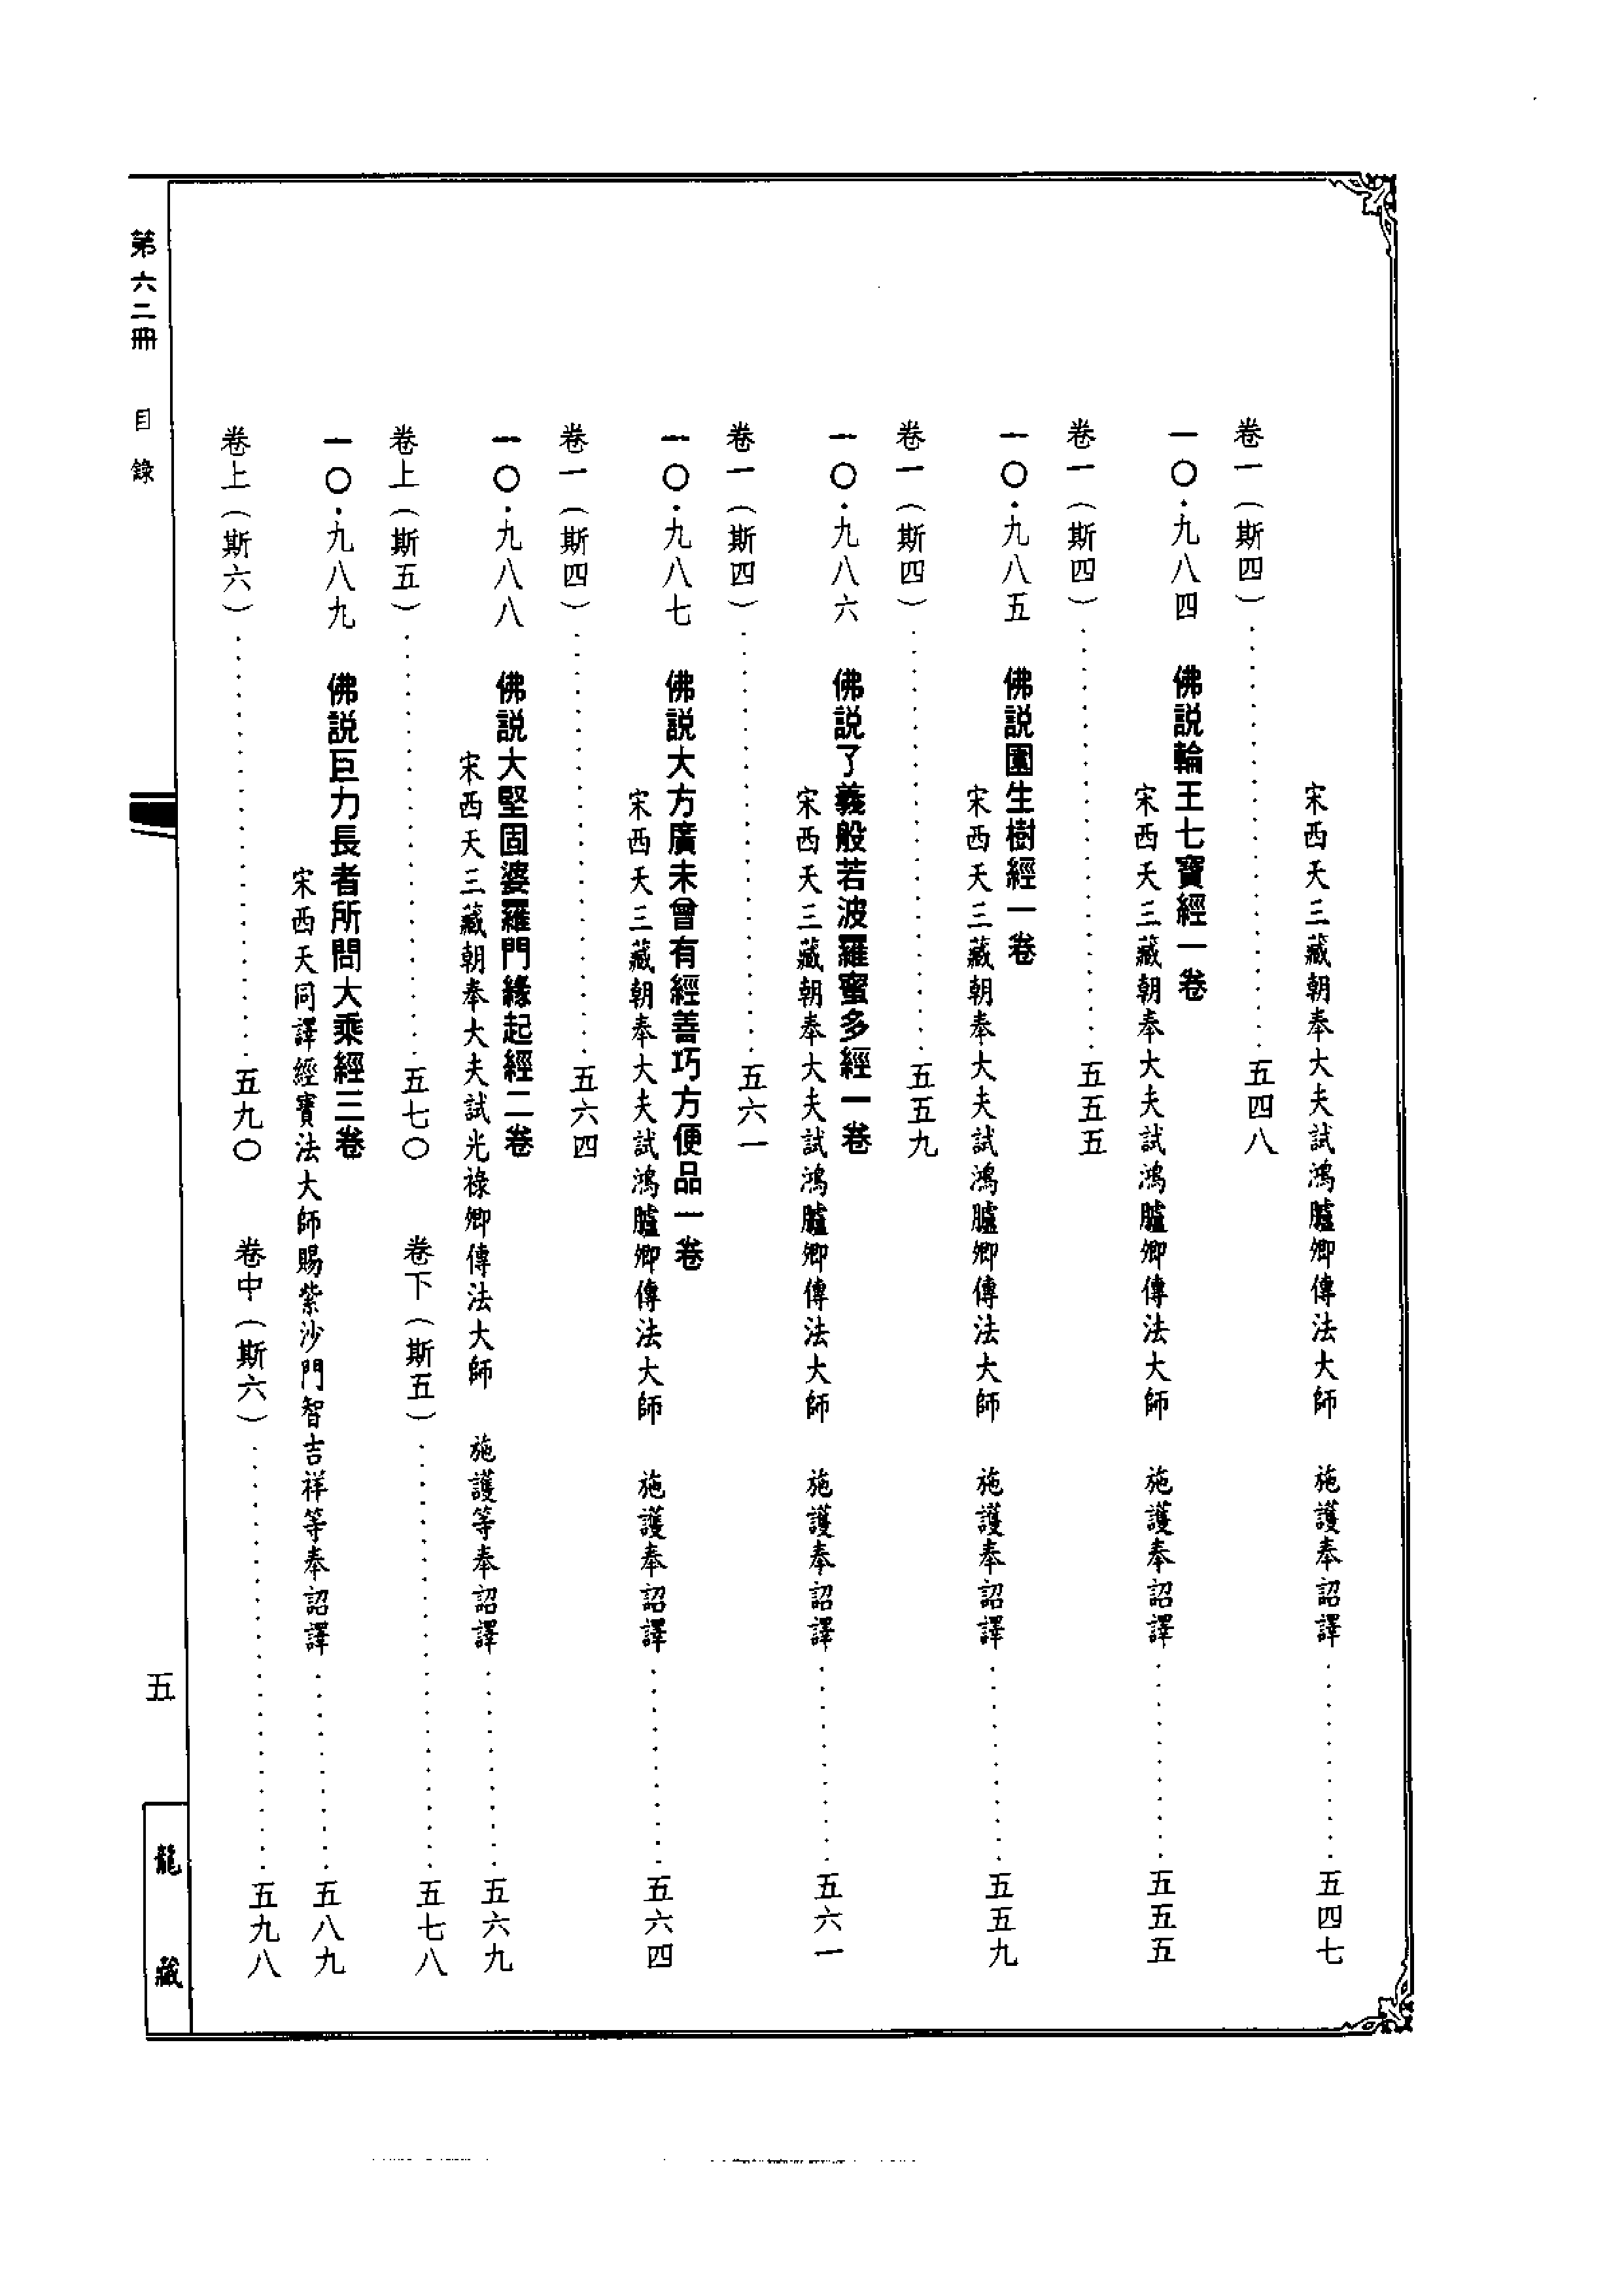 宋西天三藏朝奉大夫試鴻臚卿傳法大師　施護奉詔譯……五四七
卷一（斯四）……五四八
一〇·九八四　佛説輪王七寶經一卷
宋西天三藏朝奉大夫試鴻臚卿傳法大師　施護奉詔譯……五五五
卷一（斯四）……五五五
一〇·九八五　佛説園生樹經一卷
宋西天三藏朝奉大夫試鴻臚卿傳法大師　施護奉詔譯……五五九
卷一（斯四）……五五九
一〇·九八六　佛説了義般若波羅蜜多經一卷
宋西天三藏朝奉大夫試鴻臚卿傳法大師　施護奉詔譯……五六一
卷一（斯四）……五六一
一〇·九八七　佛説大方廣未曾有經善巧方便品一卷
宋西天三藏朝奉大夫試鴻臚卿傳法大師　施護奉詔譯……五六四
卷一（斯四）……五六四
一〇·九八八　佛説大堅固婆羅門緣起經二卷
宋西天三藏朝奉大夫試光祿卿傳法大師　施護等奉詔譯……五六九
卷上（斯五）……五七〇　卷下（斯五）……五七八
一〇·九八九　佛説巨力長者所問大乘經三卷
宋西天同譯經寶法大師賜紫沙門智吉祥等奉詔譯……五八九
卷上（斯六）……五九〇　卷中（斯六）……五九八
第六二冊　目錄
五
龍藏